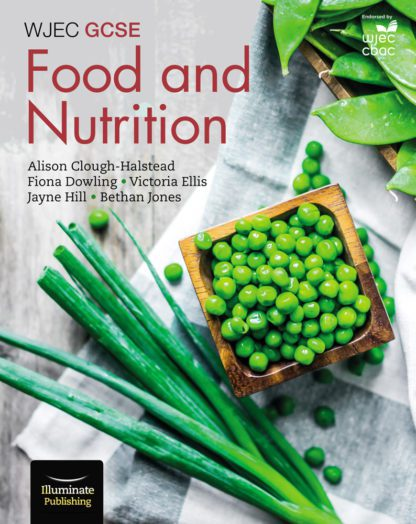 WJEC GCSE
Endorsed by
wjec
cbac
Food and
Nutrition
Alison Clough-Halstead
Fiona Dowling • Victoria Ellis
Jayne Hill • Bethan Jones
Illuminate
Publishing